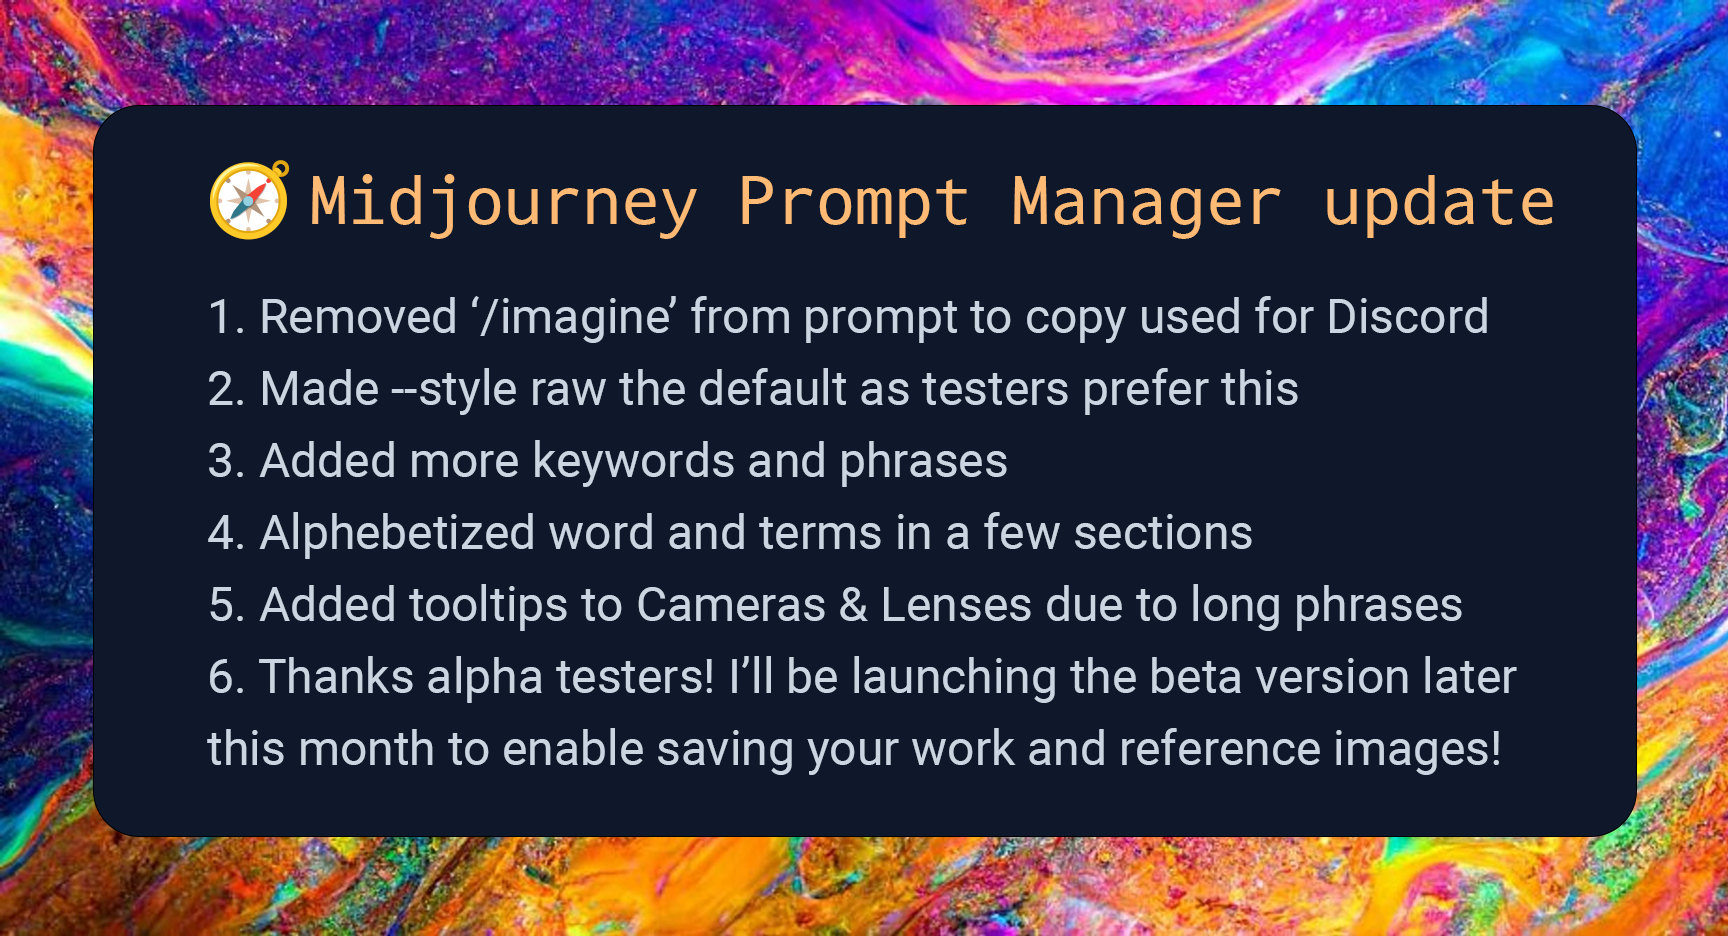 Midjourney Prompt Manager update
1. Removed ‘/imagine’ from prompt to copy used for Discord
2. Made --style raw the default as testers prefer this
3. Added more keywords and phrases
4. Alphebetized word and terms in a few sections
5. Added tooltips to Cameras & Lenses due to long phrases
6. Thanks alpha testers! I’ll be launching the beta version later
this month to enable saving your work and reference images!